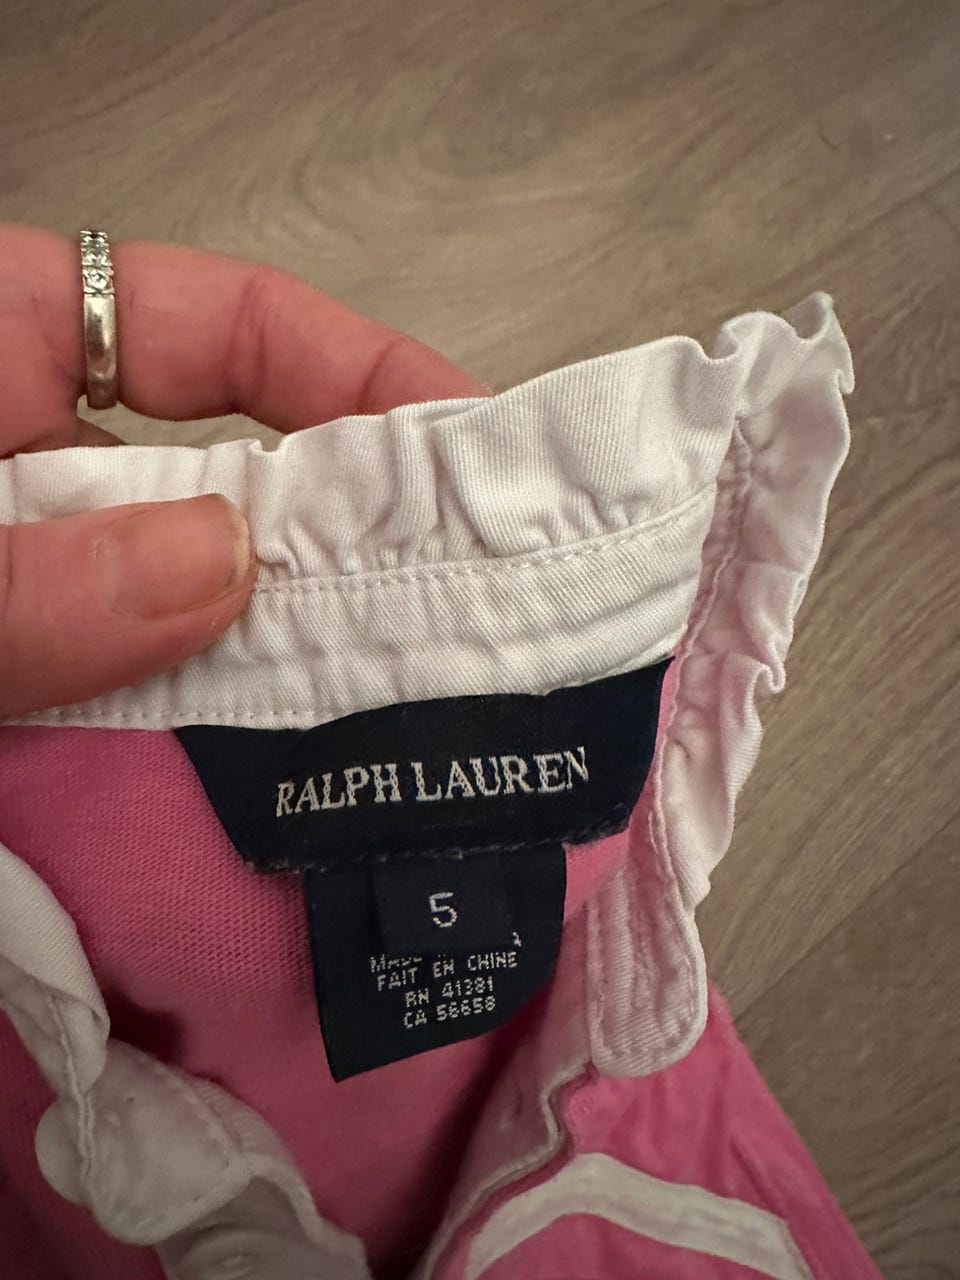 RALPH LAUREN
5
FAIT EN CHINE
RN 41381
CA 56658